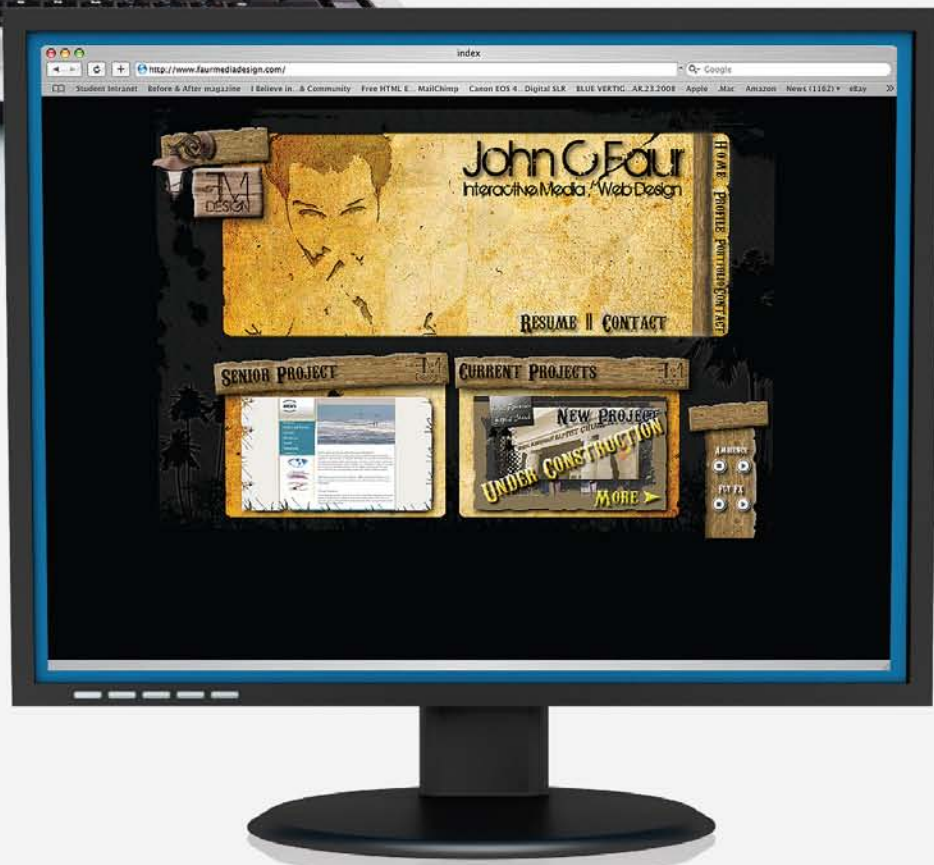 index
http://www.faurmediadesign.com/
Google
Student Intranet Before & After magazine I Believe in...& Community Free HTML E... MailChimp Canon EOS 4...Digital SLR BLUE VERTIG...AR.23.2008 Apple .Mac Amazon News (1162) eBay
John C Faur
Interactive Media / Web Design
FM
DESIGN
Home
Profile
Portfolio
Contact
Resume || Contact
Senior Project
Current Projects
New Project
Under Construction
More
Ambience